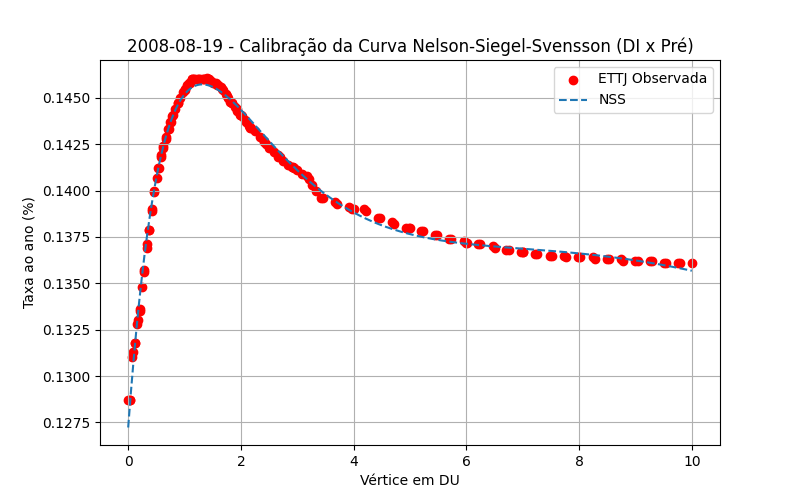 2008-08-19 - Calibração da Curva Nelson-Siegel-Svensson (DI x Pré)
ETTJ Observada
NSS
Taxa ao ano (%)
0.1450
0.1425
0.1400
0.1375
0.1350
0.1325
0.1300
0.1275
0 2 4 6 8 10
Vértice em DU